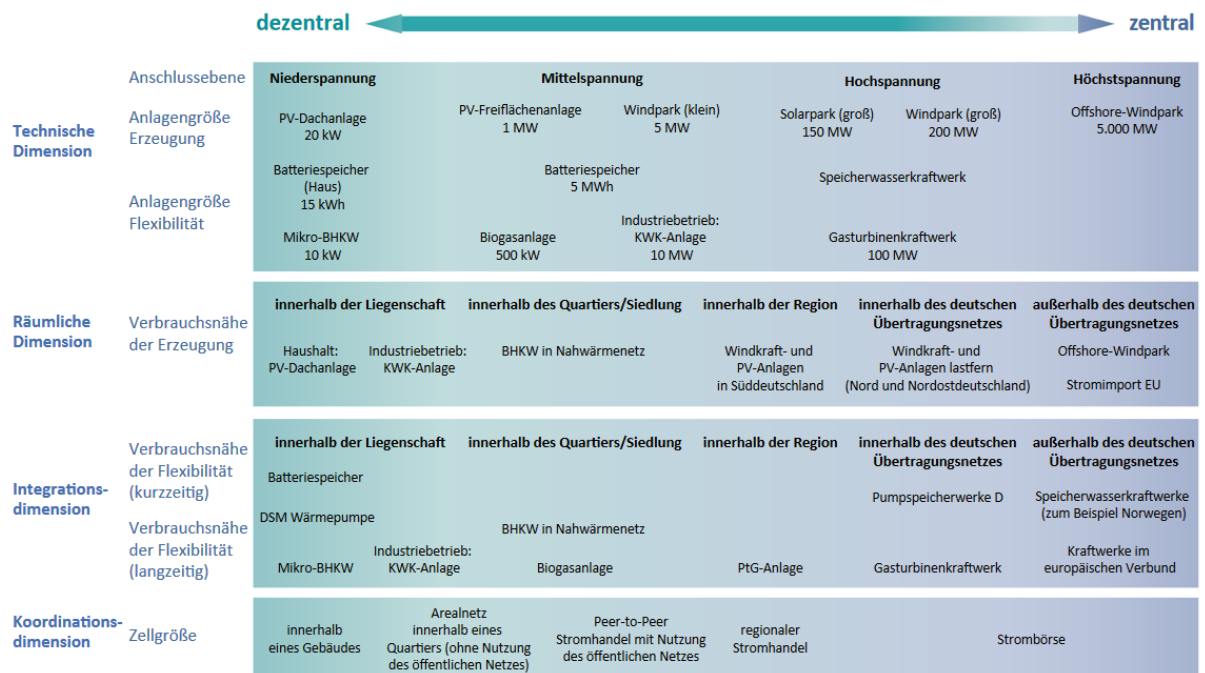 dezentral
zentral
Anschlussebene
Niederspannung
Mittelspannung
Hochspannung
Höchstspannung
Technische
Dimension
Anlagengröße
Erzeugung
PV-Dachanlage
20 kW
PV-Freiflächenanlage
1 MW
Windpark (klein)
5 MW
Solarpark (groß)
150 MW
Windpark (groß)
200 MW
Offshore-Windpark
5.000 MW
Anlagengröße
Flexibilität
Batteriespeicher
(Haus)
15 kWh
Batteriespeicher
5 MWh
Speicherwasserkraftwerk
Mikro-BHKW
10 kW
Biogasanlage
500 kW
Industriebetrieb:
KWK-Anlage
10 MW
Gasturbinenkraftwerk
100 MW
Räumliche
Dimension
Verbrauchsnähe
der Erzeugung
innerhalb der Liegenschaft
innerhalb des Quartiers/Siedlung
innerhalb der Region
innerhalb des deutschen
Übertragungsnetzes
außerhalb des deutschen
Übertragungsnetzes
Haushalt:
PV-Dachanlage
Industriebetrieb:
KWK-Anlage
BHKW in Nahwärmenetz
Windkraft- und
PV-Anlagen
in Süddeutschland
Windkraft- und
PV-Anlagen lastfern
(Nord und Nordostdeutschland)
Offshore-Windpark
Stromimport EU
Integrations-
dimension
Verbrauchsnähe
der Flexibilität
(kurzzeitig)
Verbrauchsnähe
der Flexibilität
(langzeitig)
innerhalb der Liegenschaft
innerhalb des Quartiers/Siedlung
innerhalb der Region
innerhalb des deutschen
Übertragungsnetzes
außerhalb des deutschen
Übertragungsnetzes
Batteriespeicher
Pumpspeicherwerke D
Speicherwasserkraftwerke
(zum Beispiel Norwegen)
DSM Wärmepumpe
BHKW in Nahwärmenetz
Mikro-BHKW
Industriebetrieb:
KWK-Anlage
Biogasanlage
PtG-Anlage
Gasturbinenkraftwerk
Kraftwerke im
europäischen Verbund
Koordinations-
dimension
Zellgröße
innerhalb
eines Gebäudes
Arealnetz
innerhalb eines
Quartiers (ohne Nutzung
des öffentlichen Netzes)
Peer-to-Peer
Stromhandel mit Nutzung
des öffentlichen Netzes
regionaler
Stromhandel
Strombörse